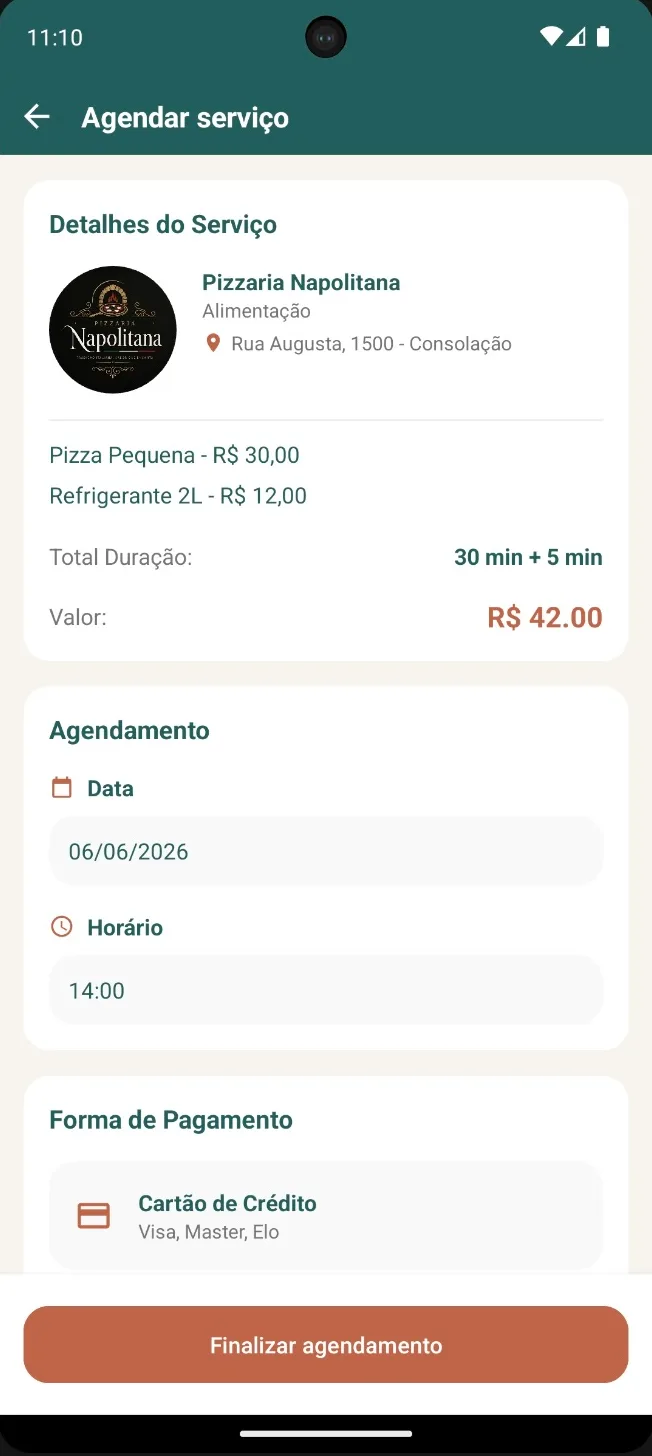 11:10
Agendar serviço
Detalhes do Serviço
PIZZARIA
Napolitana
Pizzaria Napolitana
Alimentação
Rua Augusta, 1500 - Consolação
Pizza Pequena - R$ 30,00
Refrigerante 2L - R$ 12,00
Total Duração: 30 min + 5 min
Valor: R$ 42.00
Agendamento
Data
06/06/2026
Horário
14:00
Forma de Pagamento
Cartão de Crédito
Visa, Master, Elo
Finalizar agendamento